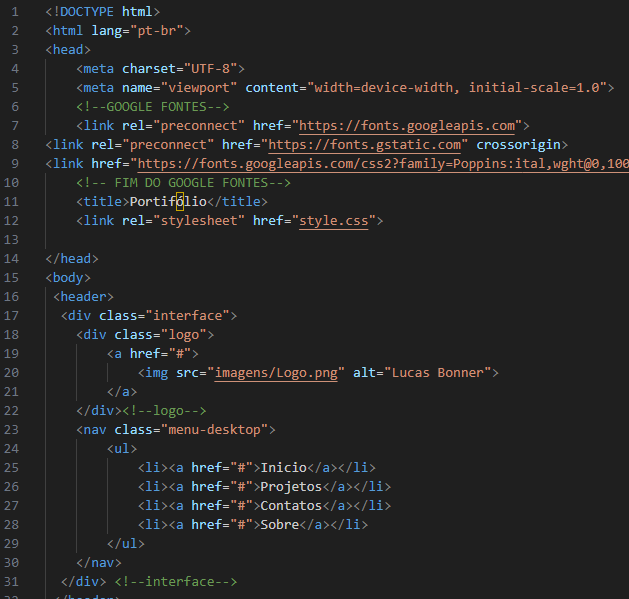 1 <!DOCTYPE html>
2 <html lang="pt-br">
3 <head>
4 <meta charset="UTF-8">
5 <meta name="viewport" content="width=device-width, initial-scale=1.0">
6 <!--GOOGLE FONTES-->
7 <link rel="preconnect" href="https://fonts.googleapis.com">
8 <link rel="preconnect" href="https://fonts.gstatic.com" crossorigin>
9 <link href="https://fonts.googleapis.com/css2?family=Poppins:ital,wght@0,100
10 <!-- FIM DO GOOGLE FONTES-->
11 <title>Portifólio</title>
12 <link rel="stylesheet" href="style.css">
13
14 </head>
15 <body>
16 <header>
17 <div class="interface">
18 <div class="logo">
19 <a href="#">
20 <img src="imagens/Logo.png" alt="Lucas Bonner">
21 </a>
22 </div><!--logo-->
23 <nav class="menu-desktop">
24 <ul>
25 <li><a href="#">Inicio</a></li>
26 <li><a href="#">Projetos</a></li>
27 <li><a href="#">Contatos</a></li>
28 <li><a href="#">Sobre</a></li>
29 </ul>
30 </nav>
31 </div> <!--interface-->
32 </header>